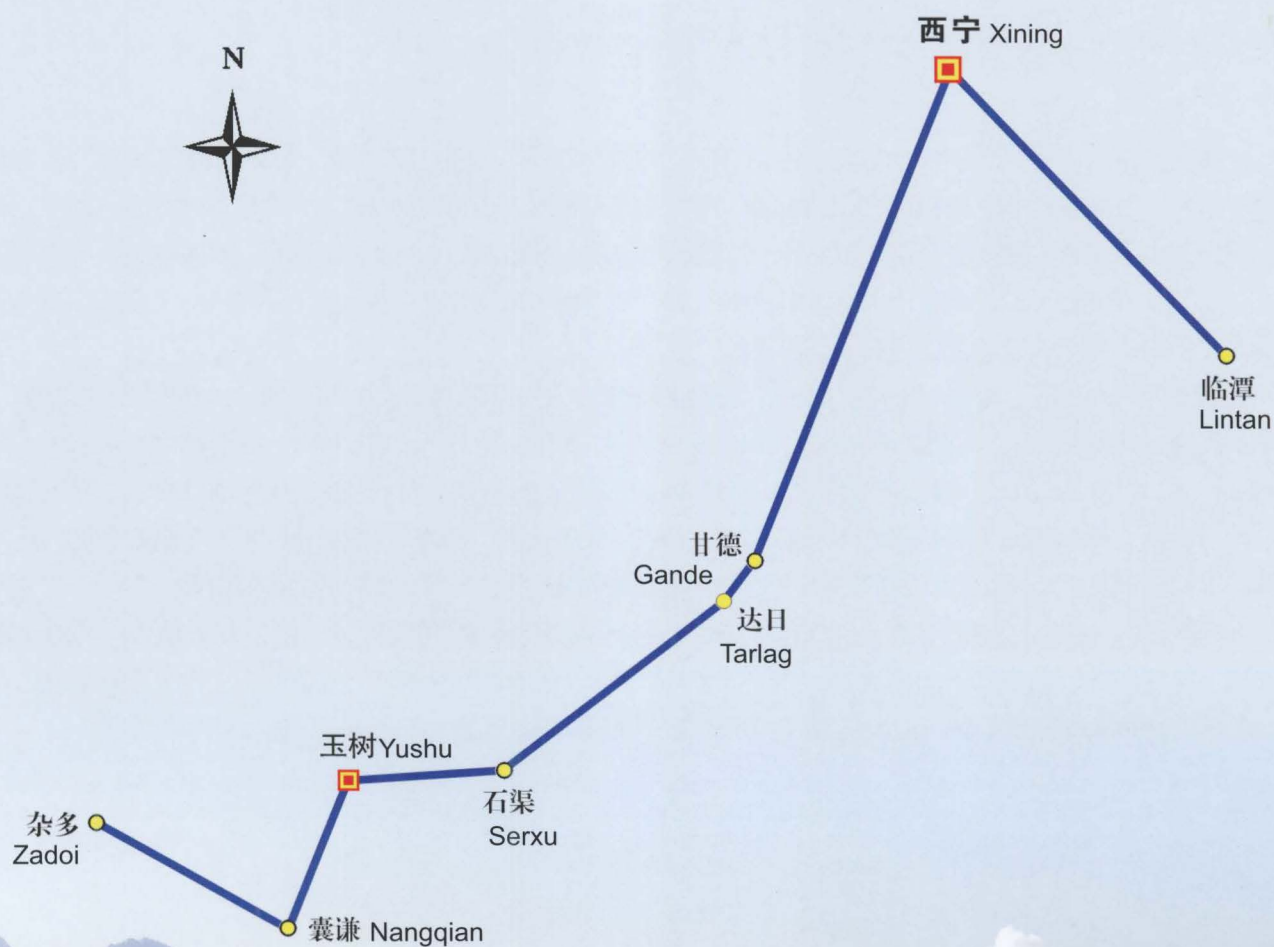 N
西宁 Xining
临潭
Lintan
甘德
Gande
达日
Tarlag
玉树 Yushu
石渠
Serxu
杂多
Zadoi
囊谦 Nangqian